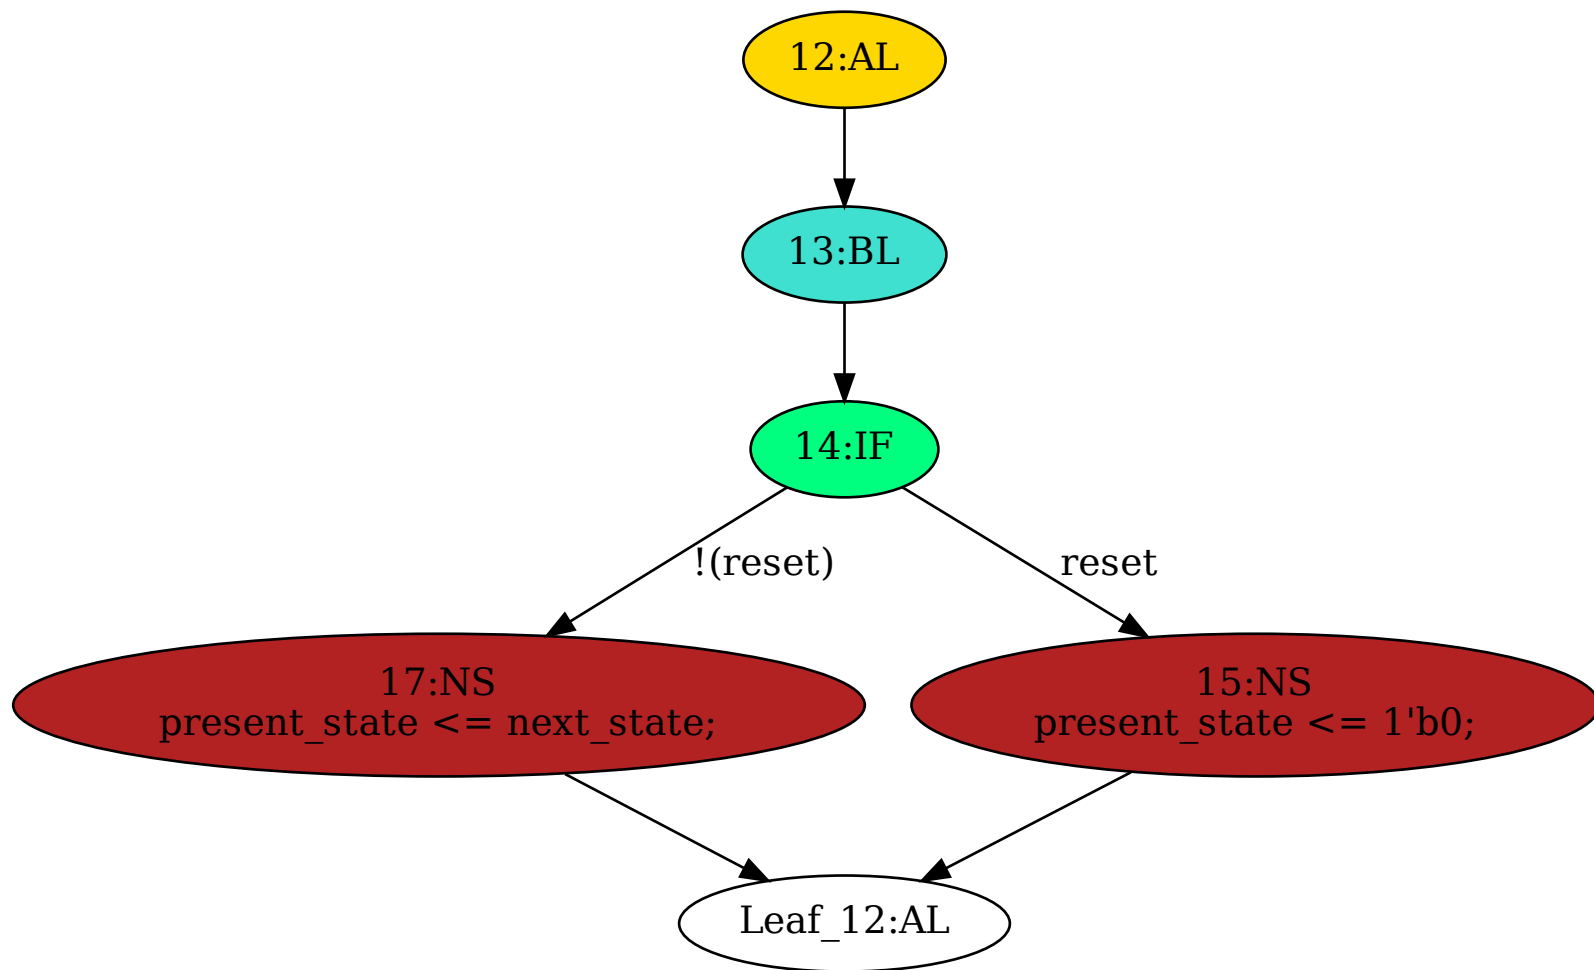 12:AL
13:BL
14:IF
!(reset)
reset
17:NS
present_state <= next_state;
15:NS
present_state <= 1'b0;
Leaf_12:AL